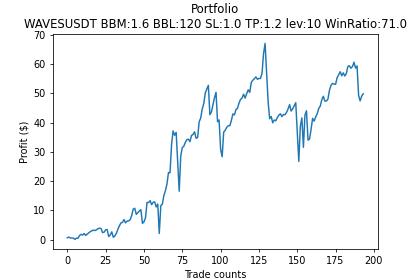 Portfolio
WAVESUSDT BBM:1.6 BBL:120 SL:1.0 TP:1.2 lev:10 WinRatio:71.0
70
60
50
40
30
20
10
0
Profit ($)
0 25 50 75 100 125 150 175 200
Trade counts